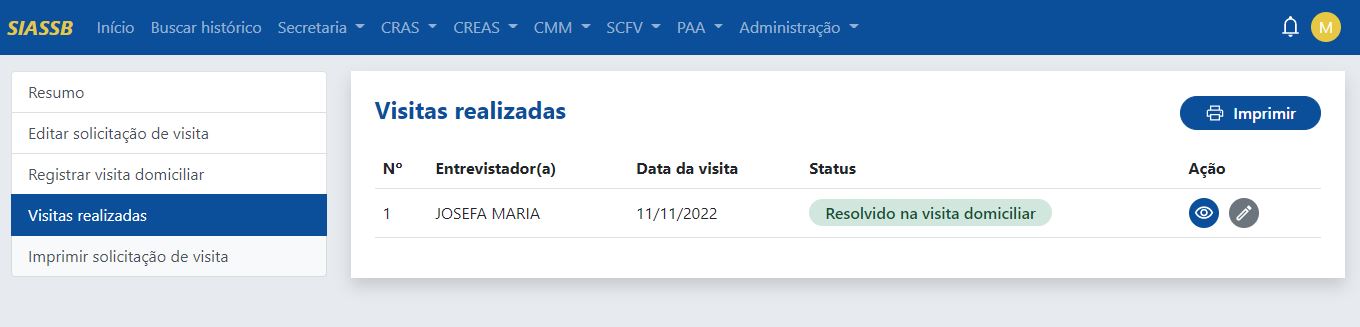 SIASSB Início Buscar histórico Secretaria CRAS CREAS CMM SCFV PAA Administração M
Resumo
Editar solicitação de visita
Registrar visita domiciliar
Visitas realizadas
Imprimir solicitação de visita
Visitas realizadas Imprimir
Nº Entrevistador(a) Data da visita Status Ação
1 JOSEFA MARIA 11/11/2022 Resolvido na visita domiciliar